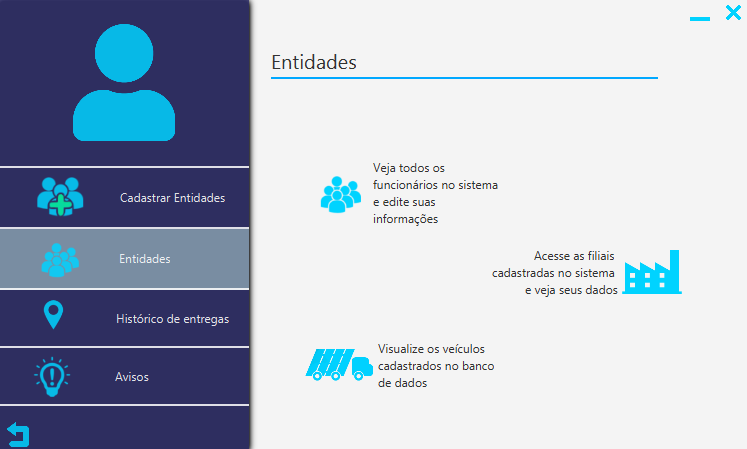 Cadastrar Entidades
Entidades
Histórico de entregas
Avisos
Entidades
Veja todos os
funcionários no sistema
e edite suas
informações
Acesse as filiais
cadastradas no sistema
e veja seus dados
Visualize os veículos
cadastrados no banco
de dados